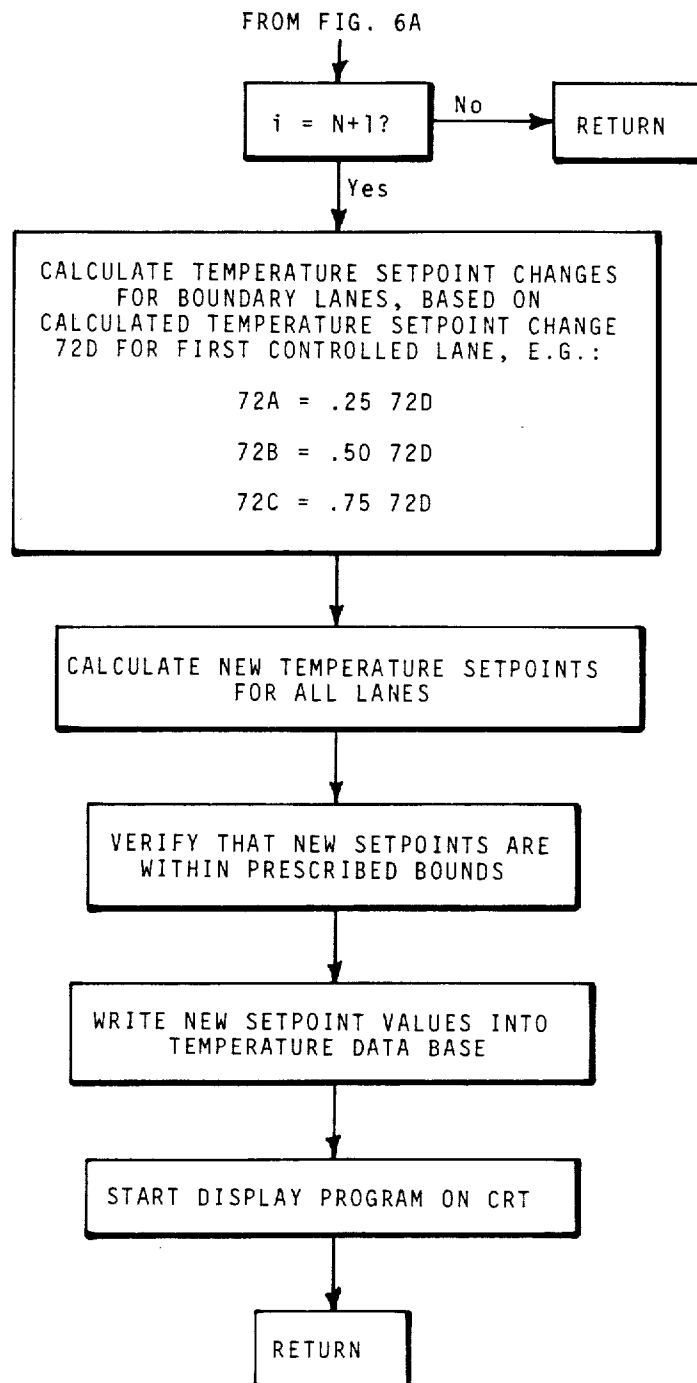 FROM FIG. 6A
i = N+1?
No
RETURN
Yes
CALCULATE TEMPERATURE SETPOINT CHANGES
FOR BOUNDARY LANES, BASED ON
CALCULATED TEMPERATURE SETPOINT CHANGE
72D FOR FIRST CONTROLLED LANE, E.G.:
72A = .25 72D
72B = .50 72D
72C = .75 72D
CALCULATE NEW TEMPERATURE SETPOINTS
FOR ALL LANES
VERIFY THAT NEW SETPOINTS ARE
WITHIN PRESCRIBED BOUNDS
WRITE NEW SETPOINT VALUES INTO
TEMPERATURE DATA BASE
START DISPLAY PROGRAM ON CRT
RETURN